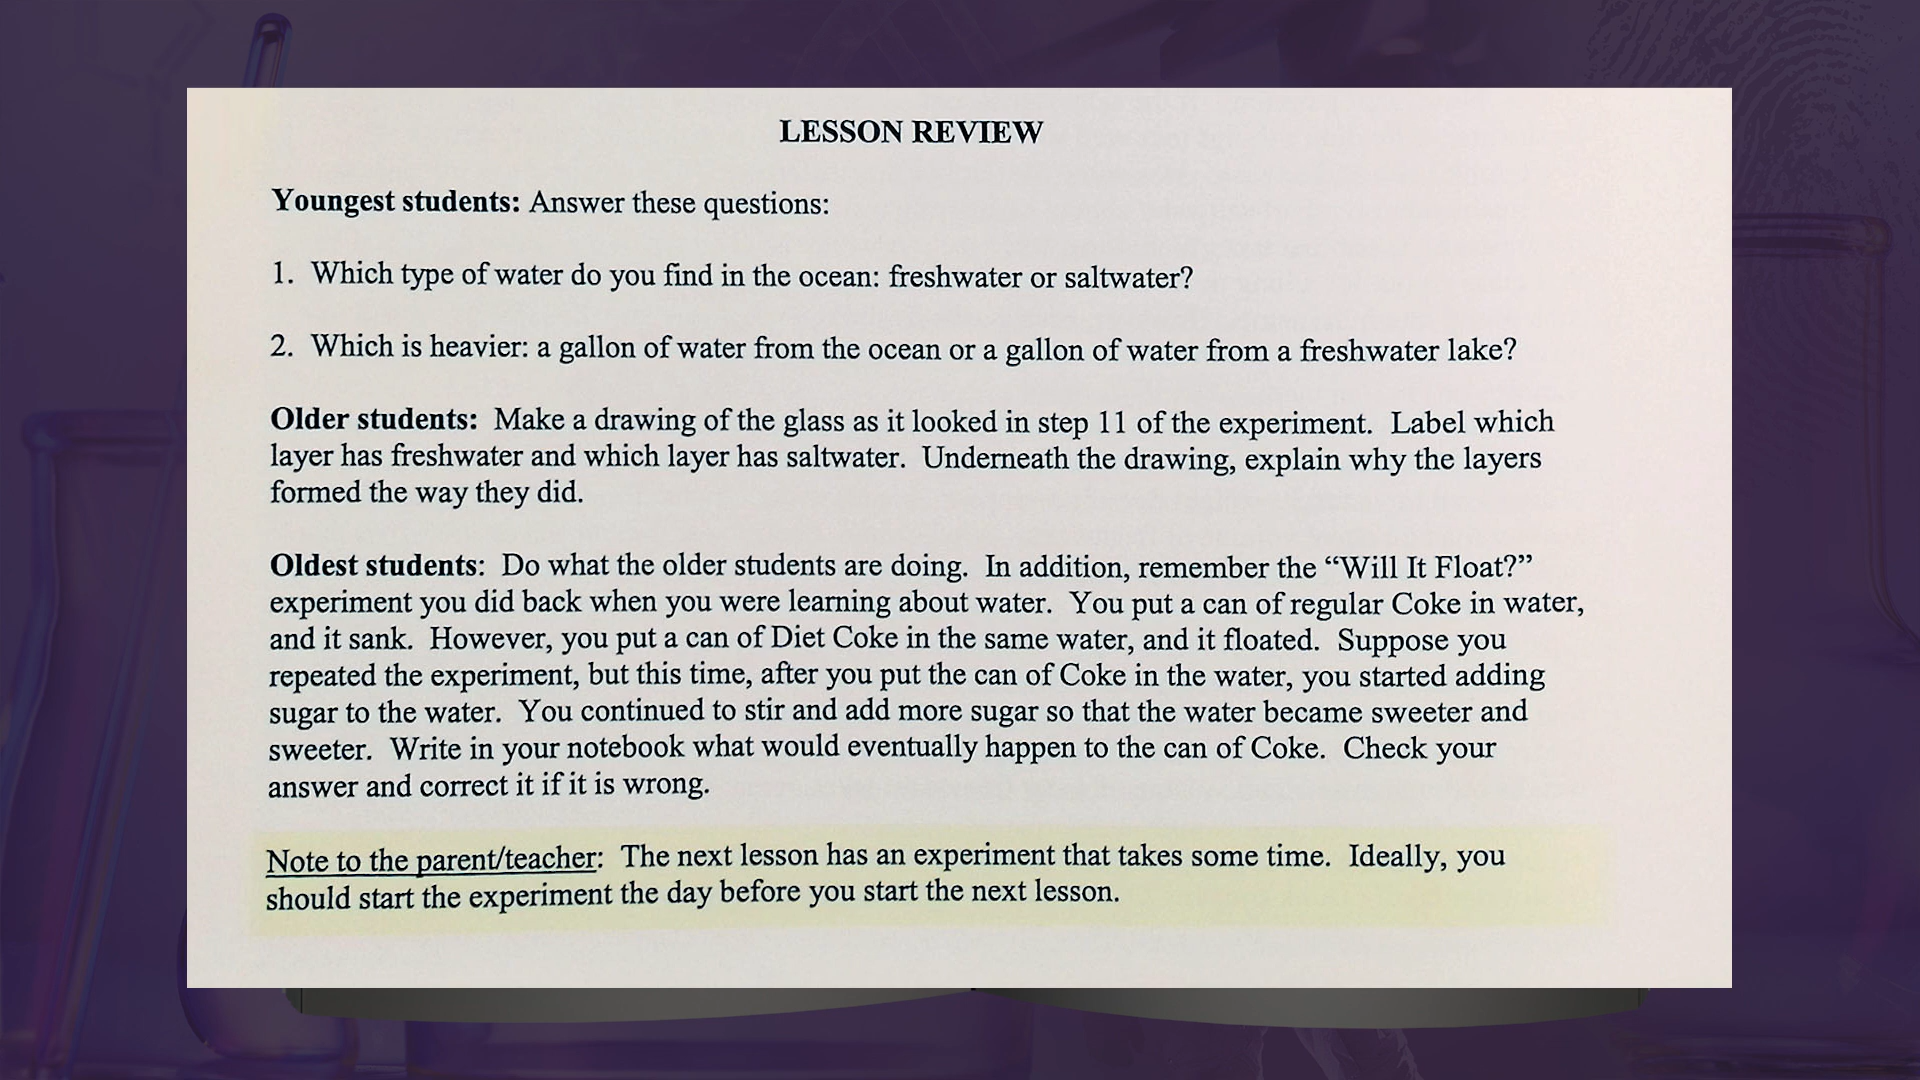 LESSON REVIEW
Youngest students: Answer these questions:
1. Which type of water do you find in the ocean: freshwater or saltwater?
2. Which is heavier: a gallon of water from the ocean or a gallon of water from a freshwater lake?
Older students: Make a drawing of the glass as it looked in step 11 of the experiment. Label which
layer has freshwater and which layer has saltwater. Underneath the drawing, explain why the layers
formed the way they did.
Oldest students: Do what the older students are doing. In addition, remember the “Will It Float?”
experiment you did back when you were learning about water. You put a can of regular Coke in water,
and it sank. However, you put a can of Diet Coke in the same water, and it floated. Suppose you
repeated the experiment, but this time, after you put the can of Coke in the water, you started adding
sugar to the water. You continued to stir and add more sugar so that the water became sweeter and
sweeter. Write in your notebook what would eventually happen to the can of Coke. Check your
answer and correct it if it is wrong.
Note to the parent/teacher: The next lesson has an experiment that takes some time. Ideally, you
should start the experiment the day before you start the next lesson.